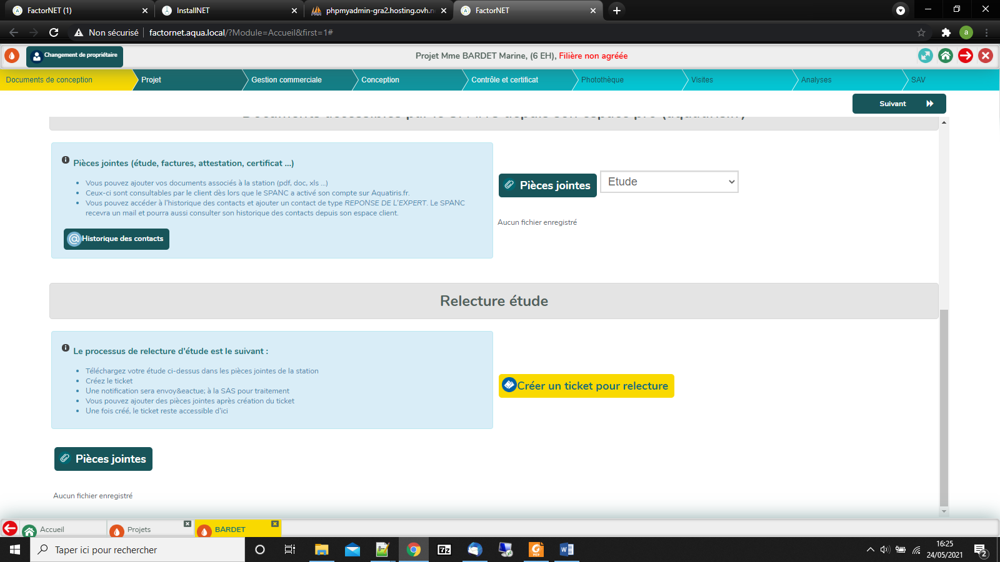 FactorNET (1)
InstallNET
phpmyadmin-gra2.hosting.ovh.n
FactorNET
Non sécurisé
factornet.aqua.local/?Module=Accueil&first=1#
a
Changement de propriétaire
Projet Mme BARDET Marine, (6 EH), Filière non agréée
Documents de conception
Projet
Gestion commerciale
Conception
Contrôle et certificat
Photothèque
Visites
Analyses
SAV
Suivant
Pièces jointes (étude, factures, attestation, certificat ...)
Vous pouvez ajouter vos documents associés à la station (pdf, doc, xls ...)
Ceux-ci sont consultables par le client dès lors que le SPANC a activé son compte sur Aquatiris.fr.
Vous pouvez accéder à l'historique des contacts et ajouter un contact de type REPONSE DE L'EXPERT. Le SPANC
recevra un mail et pourra aussi consulter son historique des contacts depuis son espace client.
Historique des contacts
Pièces jointes
Etude
Aucun fichier enregistré
Relecture étude
Le processus de relecture d'étude est le suivant :
Téléchargez votre étude ci-dessus dans les pièces jointes de la station
Créez le ticket
Une notification sera envoy&eactue; à la SAS pour traitement
Vous pouvez ajouter des pièces jointes après création du ticket
Une fois créé, le ticket reste accessible d'ici
Créer un ticket pour relecture
Pièces jointes
Aucun fichier enregistré
Accueil
Projets
BARDET
Taper ici pour rechercher
16:25
24/05/2021
2